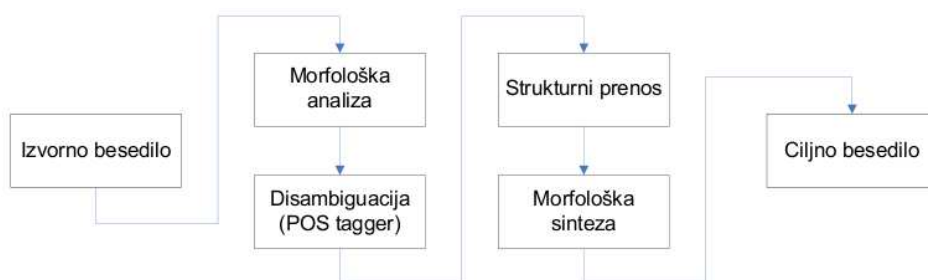 Izvorno besedilo
Morfološka
analiza
Disambiguacija
(POS tagger)
Strukturni prenos
Morfološka
sinteza
Ciljno besedilo